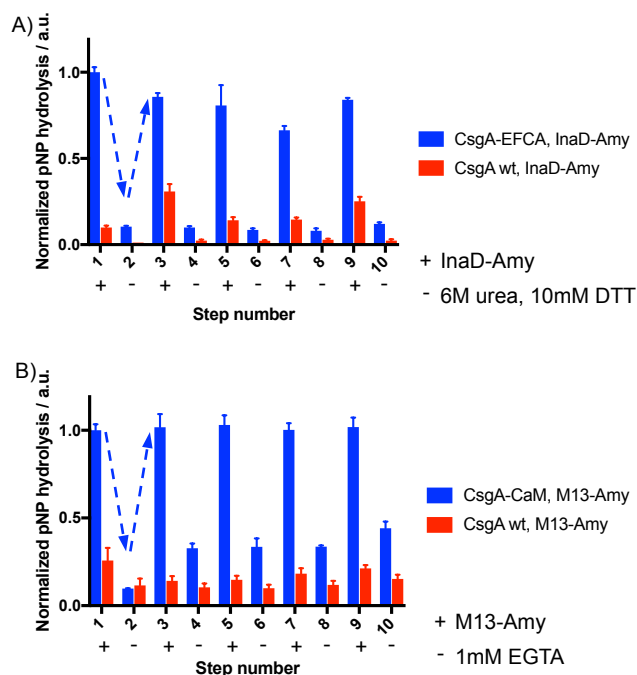 A)
Normalized pNP hydrolysis / a.u.
1.0
0.5
0.0
1 2 3 4 5 6 7 8 9 10
+ - + - + - + - + -
Step number
CsgA-EFCA, InaD-Amy
CsgA wt, InaD-Amy
+ InaD-Amy
- 6M urea, 10mM DTT
B)
Normalized pNP hydrolysis / a.u.
1.0
0.5
0.0
1 2 3 4 5 6 7 8 9 10
+ - + - + - + - + -
Step number
CsgA-CaM, M13-Amy
CsgA wt, M13-Amy
+ M13-Amy
- 1mM EGTA